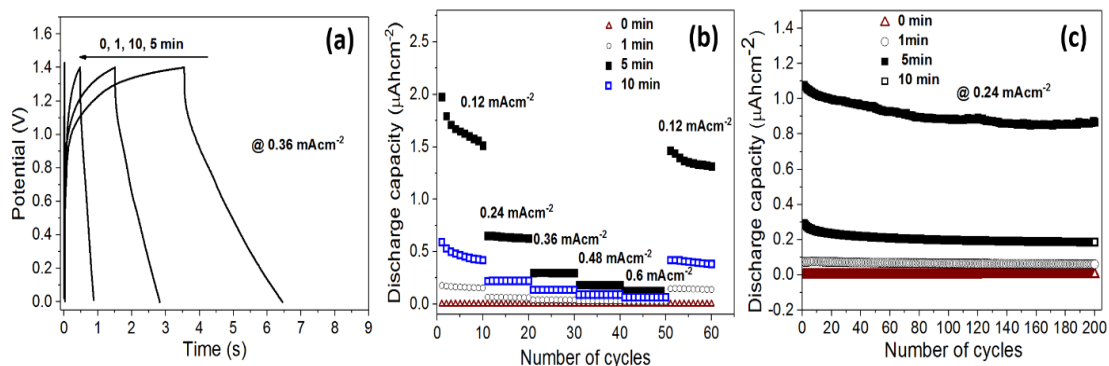 (a)
0, 1, 10, 5 min
@ 0.36 mAcm-2
Potential (V)
1.8
1.6
1.4
1.2
1.0
0.8
0.6
0.4
0.2
0.0
0 1 2 3 4 5 6 7 8 9
Time (s)
(b)
0 min
1 min
5 min
10 min
0.12 mAcm-2
0.12 mAcm-2
0.24 mAcm-2
0.36 mAcm-2
0.48 mAcm-2
0.6 mAcm-2
Discharge capacity (µAhcm-2)
2.5
2.0
1.5
1.0
0.5
0.0
0 10 20 30 40 50 60
Number of cycles
(c)
0 min
1min
5min
10 min
@ 0.24 mAcm-2
Discharge capacity (µAhcm-2)
1.4
1.2
1.0
0.8
0.6
0.4
0.2
0.0
-0.2
0 20 40 60 80 100 120 140 160 180 200
Number of cycles